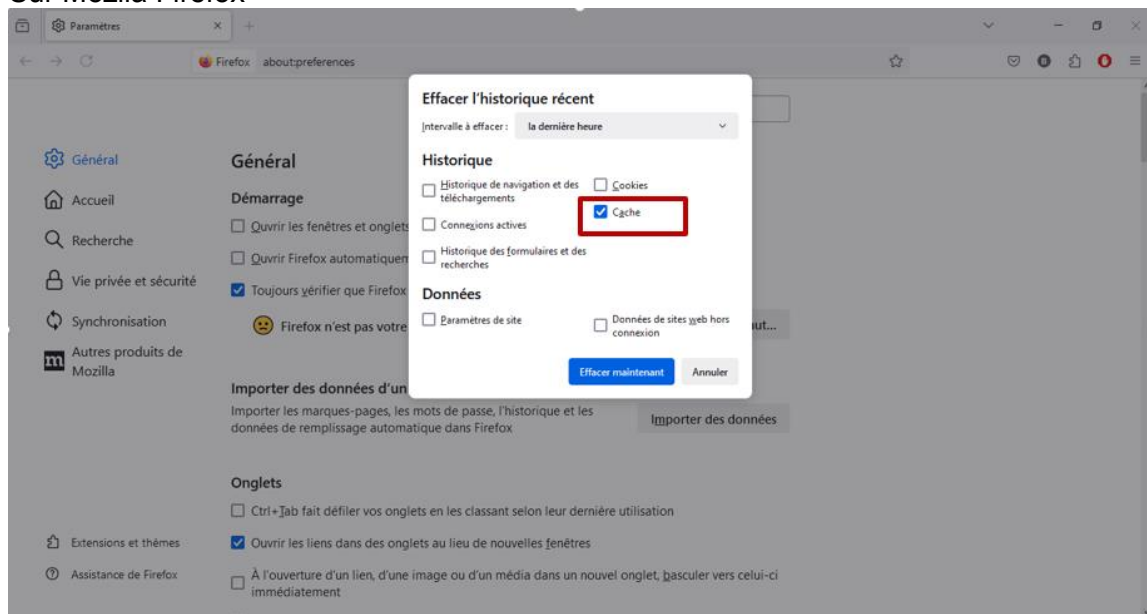 Sur Mozilla Firefox
Paramètres
Firefox about:preferences
Effacer l'historique récent
Intervalle à effacer : la dernière heure
Historique
Historique de navigation et des
téléchargements
Cookies
Cache
Connexions actives
Historique des formulaires et des
recherches
Données
Paramètres de site
Données de sites web hors
connexion
Effacer maintenant
Annuler
Général
Accueil
Recherche
Vie privée et sécurité
Synchronisation
Autres produits de
Mozilla
Extensions et thèmes
Assistance de Firefox
Général
Démarrage
Ouvrir les fenêtres et onglets
Ouvrir Firefox automatiquem
Toujours vérifier que Firefox
Firefox n'est pas votre
ut...
Importer des données d'un
Importer les marques-pages, les mots de passe, l'historique et les
données de remplissage automatique dans Firefox
Importer des données
Onglets
Ctrl+Tab fait défiler vos onglets en les classant selon leur dernière utilisation
Ouvrir les liens dans des onglets au lieu de nouvelles fenêtres
À l'ouverture d'un lien, d'une image ou d'un média dans un nouvel onglet, basculer vers celui-ci
immédiatement